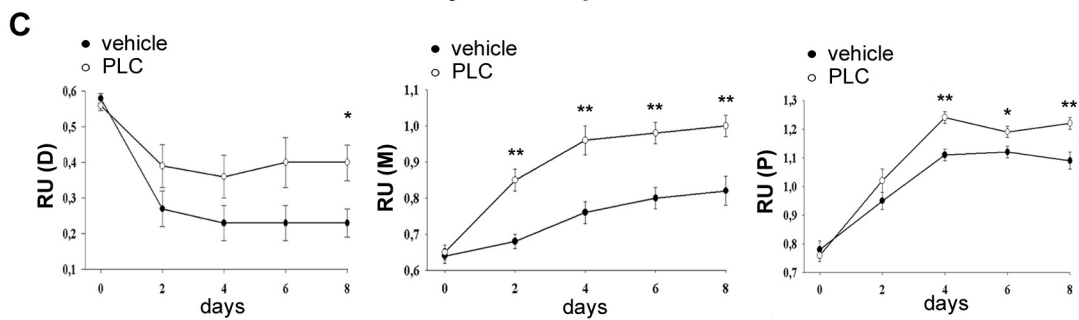 C
vehicle
PLC
RU (D)
0,6
0,5
0,4
0,3
0,2
0,1
*
0 2 4 6 8
days
vehicle
PLC
RU (M)
1,1
1,0
0,9
0,8
0,7
0,6
** ** ** **
0 2 4 6 8
days
vehicle
PLC
RU (P)
1,3
1,2
1,1
1,0
0,9
0,8
0,7
** * **
0 2 4 6 8
days